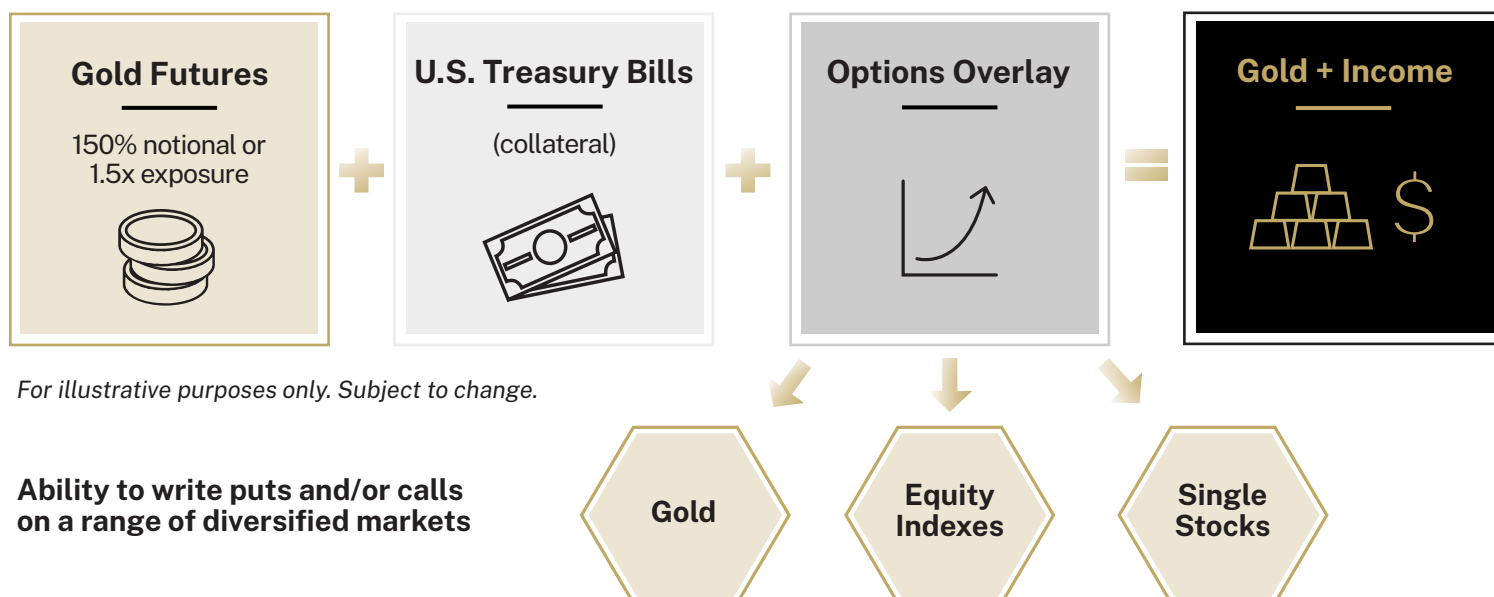 Gold Futures
150% notional or
1.5x exposure
U.S. Treasury Bills
(collateral)
Options Overlay
Gold + Income
$
For illustrative purposes only. Subject to change.
Ability to write puts and/or calls
on a range of diversified markets
Gold
Equity
Indexes
Single
Stocks